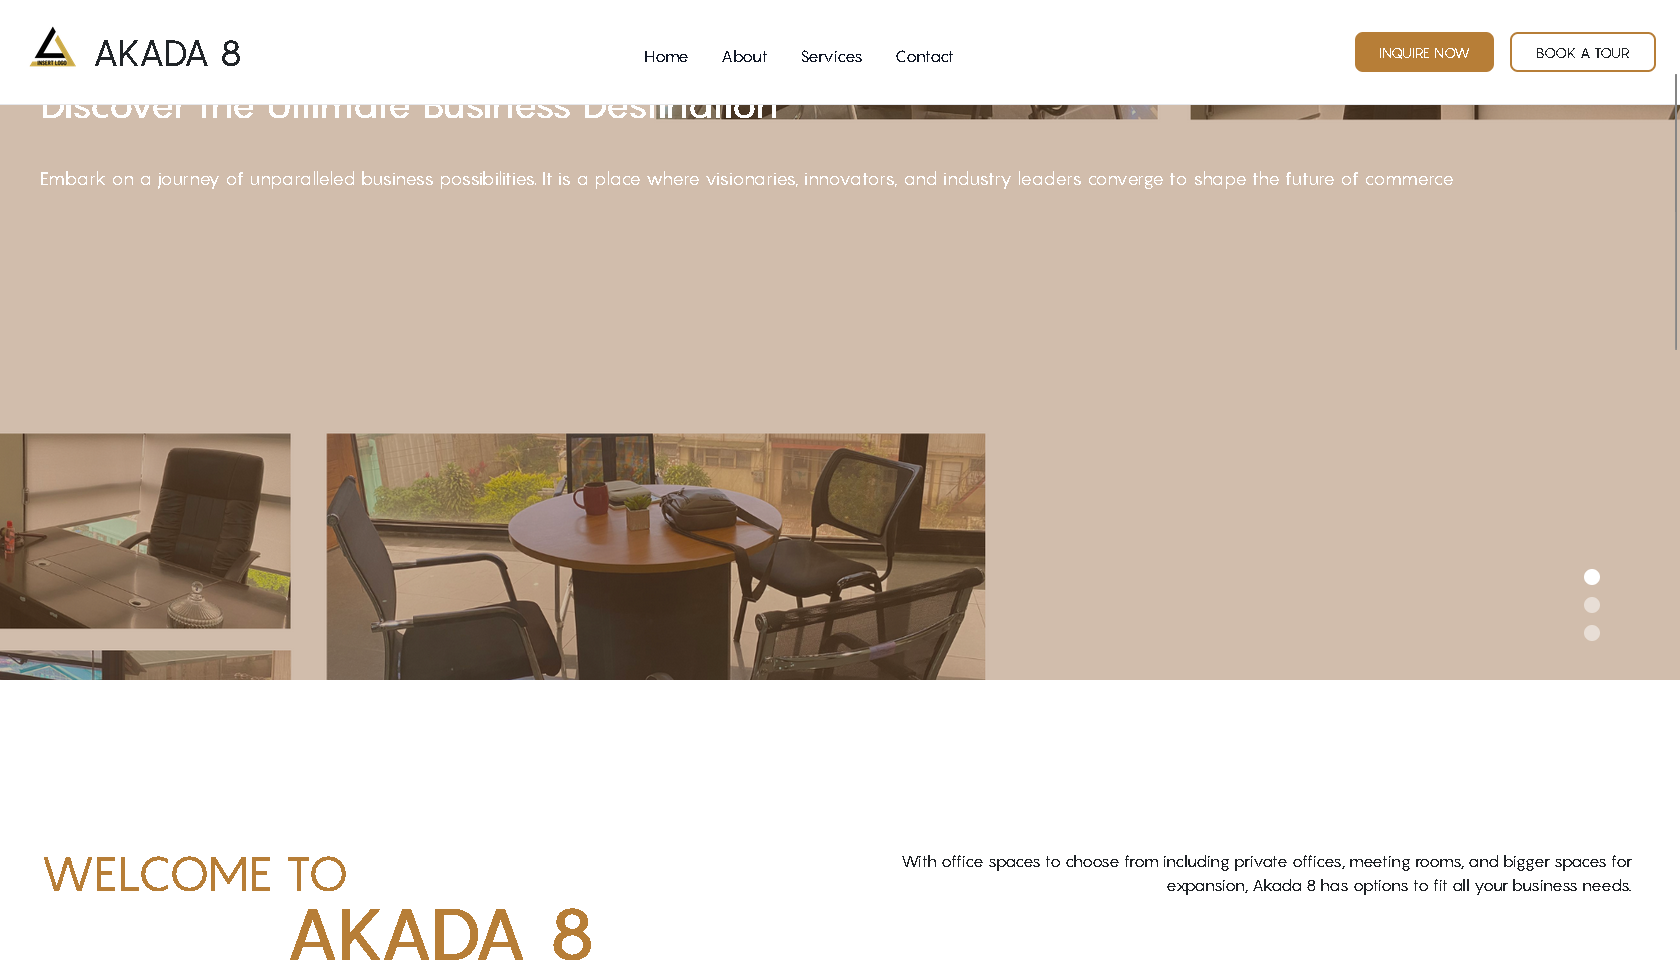 INSERT LOGO
AKADA 8
Home
About
Services
Contact
INQUIRE NOW
BOOK A TOUR
Discover the Ultimate Business Destination
Embark on a journey of unparalleled business possibilities. It is a place where visionaries, innovators, and industry leaders converge to shape the future of commerce
WELCOME TO
AKADA 8
With office spaces to choose from including private offices, meeting rooms, and bigger spaces for
expansion, Akada 8 has options to fit all your business needs.